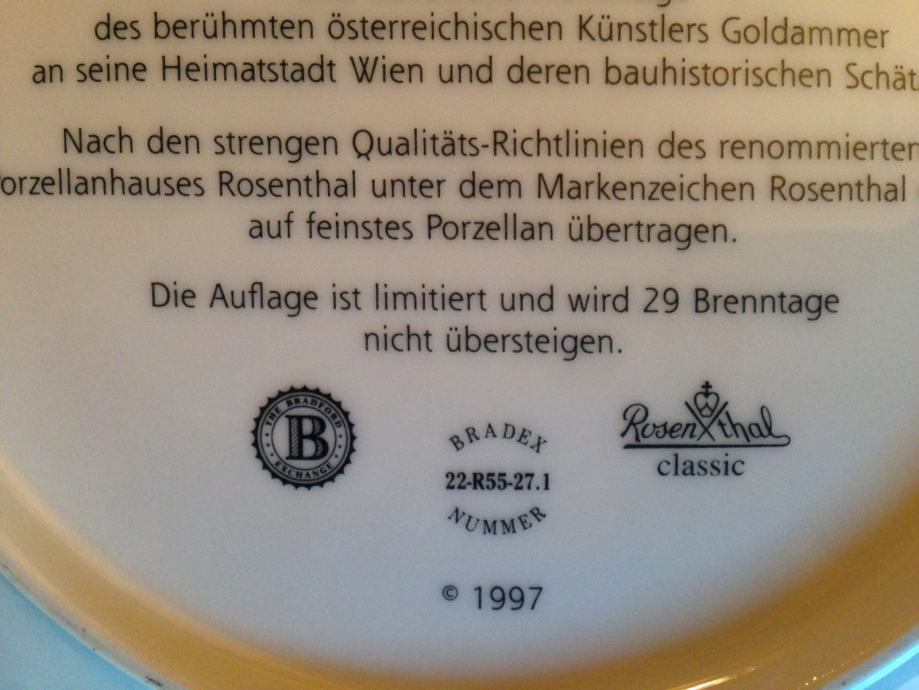 des berühmten österreichischen Künstlers Goldammer
an seine Heimatstadt Wien und deren bauhistorischen
Nach den strengen Qualitäts-Richtlinien des renommierten
orzellanhauses Rosenthal unter dem Markenzeichen Rosenthal
auf feinstes Porzellan übertragen.
Die Auflage ist limitiert und wird 29 Brenntage
nicht übersteigen.
THE BRADFORD
B
EXCHANGE
BRADEX
22-R55-27.1
NUMMER
Rosenthal
classic
© 1997